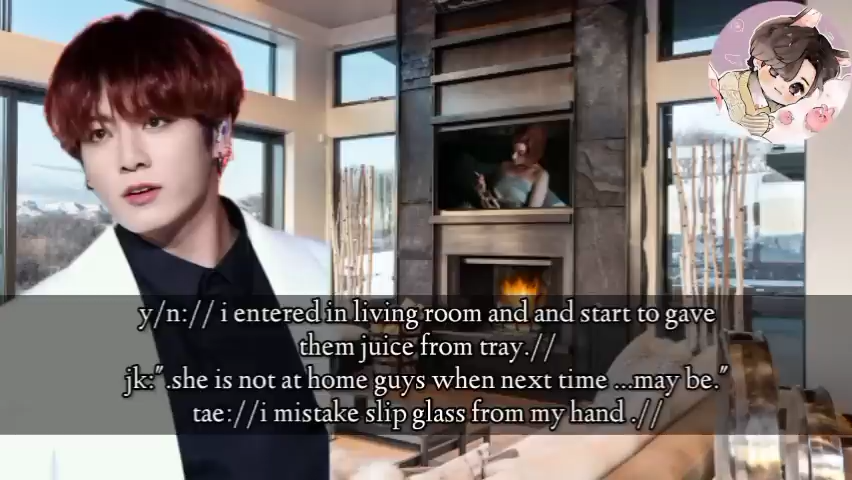 y/n:// i entered in living room and and start to gave
them juice from tray.//
jk:".she is not at home guys when next time ...may be."
tae://i mistake slip glass from my hand .//